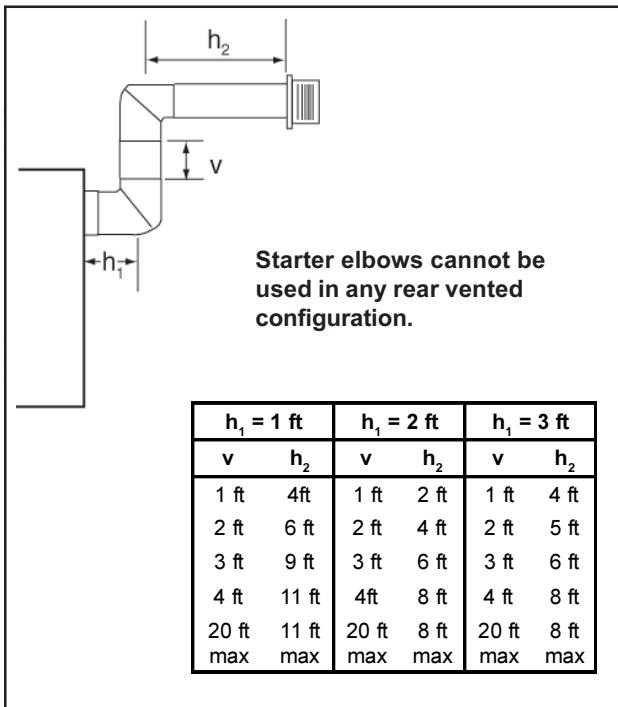 h₂
v
h₁
Starter elbows cannot be
used in any rear vented
configuration.
h₁ = 1 ft h₁ = 2 ft h₁ = 3 ft
v h₂ v h₂ v h₂
1 ft 4ft 1 ft 2 ft 1 ft 4 ft
2 ft 6 ft 2 ft 4 ft 2 ft 5 ft
3 ft 9 ft 3 ft 6 ft 3 ft 6 ft
4 ft 11 ft 4ft 8 ft 4 ft 8 ft
20 ft 11 ft 20 ft 8 ft 20 ft 8 ft
max max max max max max